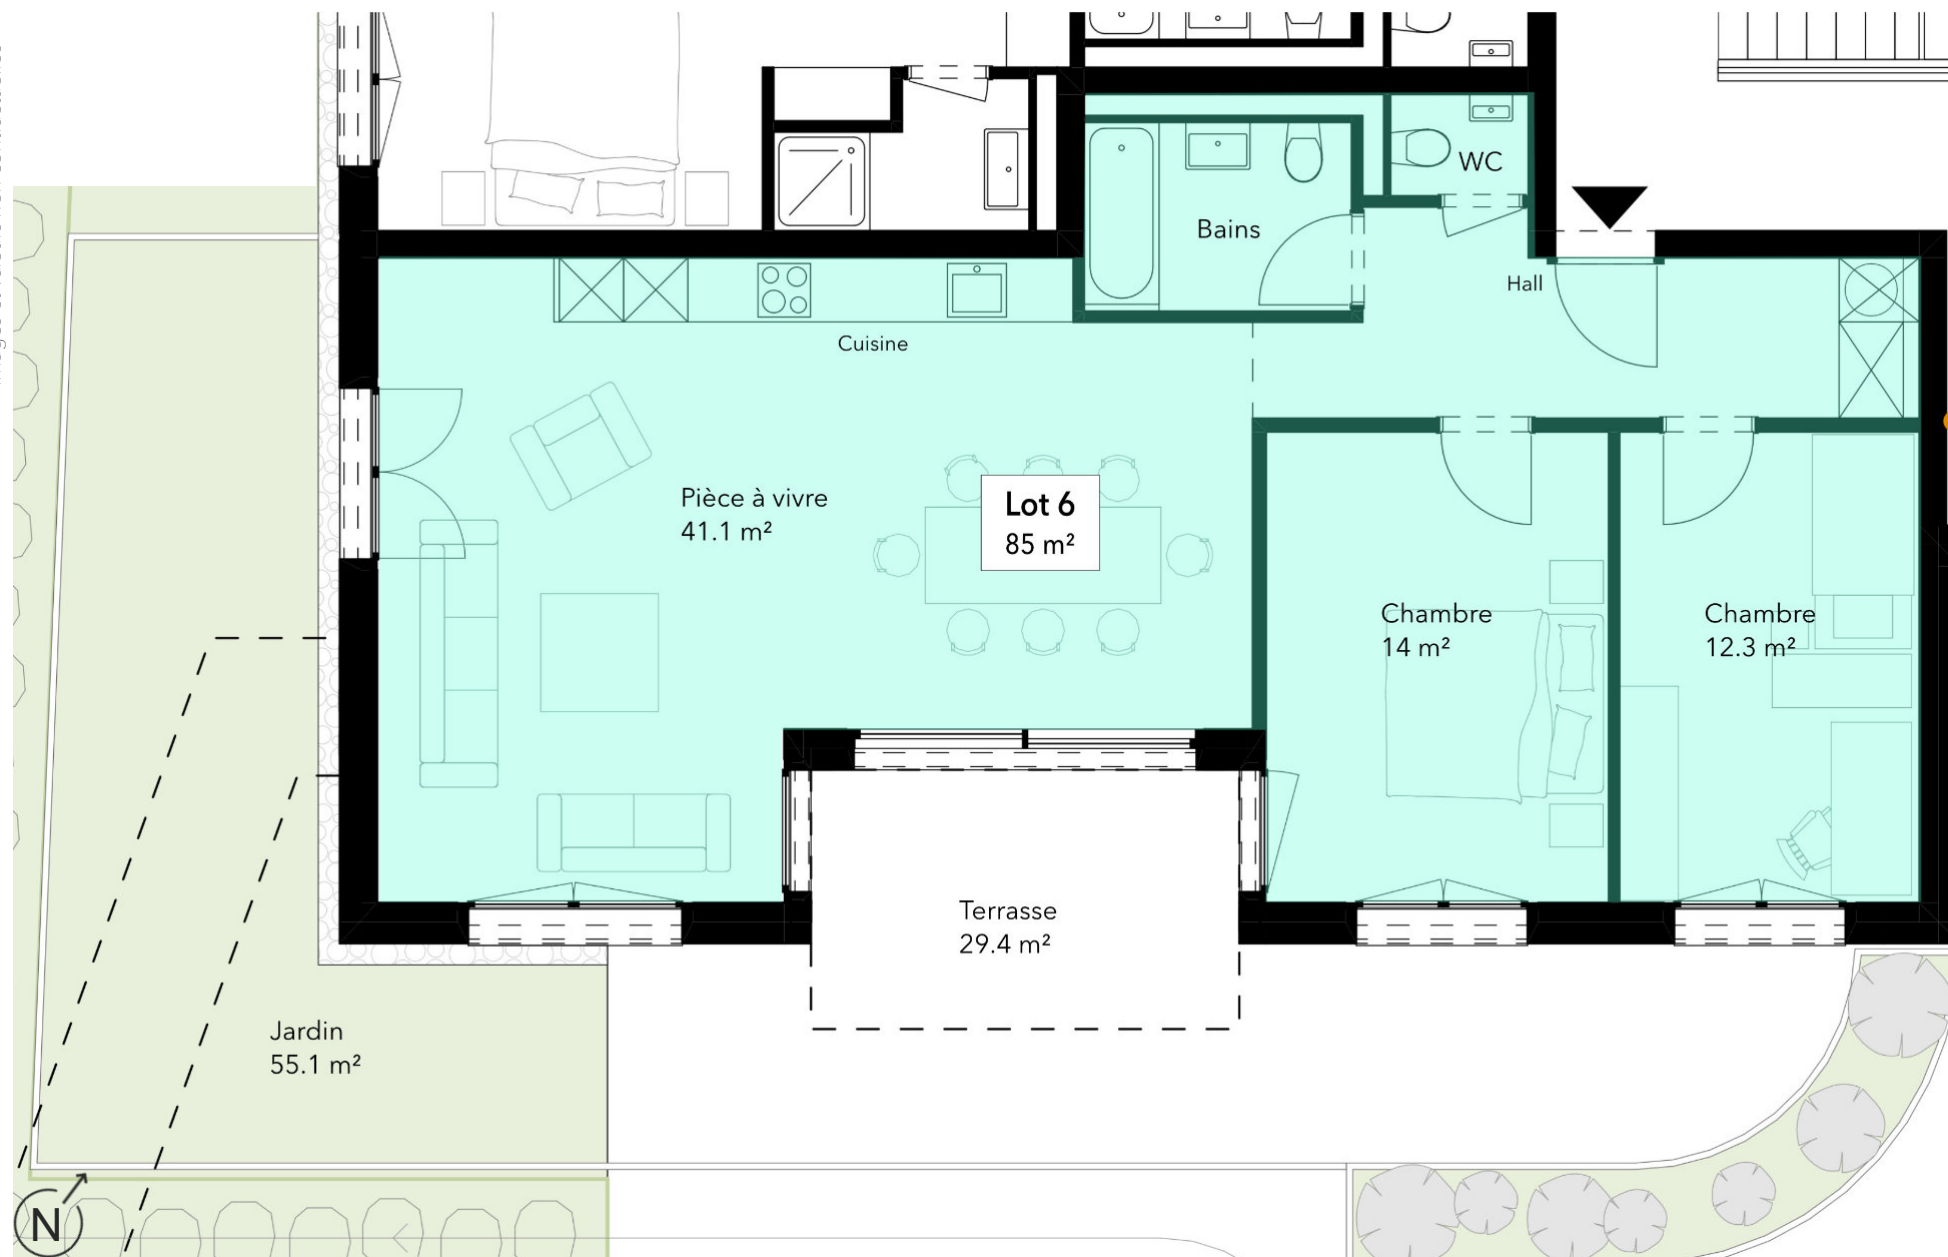 WC
Bains
Hall
Cuisine
Pièce à vivre
41.1 m²
Lot 6
85 m²
Chambre
14 m²
Chambre
12.3 m²
Terrasse
29.4 m²
Jardin
55.1 m²
N